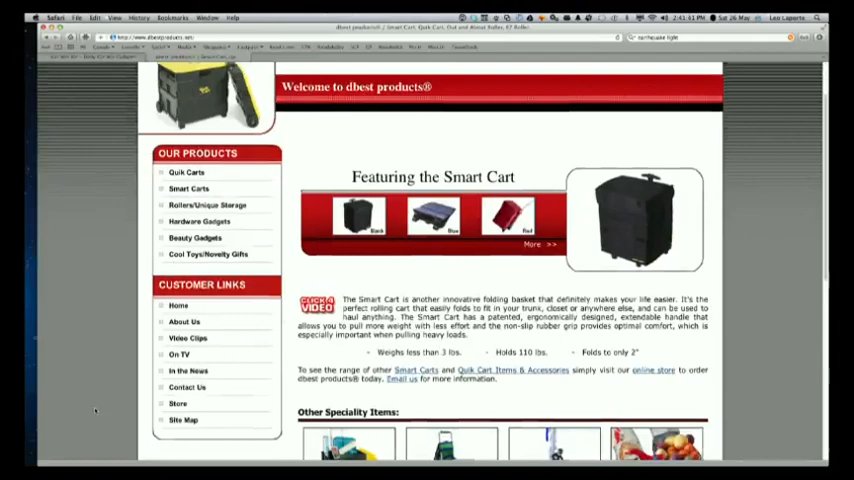 Safari File Edit View History Bookmarks Window Help
2:41:41 PM Sat 26 May Leo Laporte
dbest products® / Smart Cart, Quik Cart, Out and About Roller, EZ Roller
http://www.dbestproducts.net/
earthquake light
Welcome to dbest products®
OUR PRODUCTS
Quik Carts
Smart Carts
Rollers/Unique Storage
Hardware Gadgets
Beauty Gadgets
Cool Toys/Novelty Gifts
CUSTOMER LINKS
Home
About Us
Video Clips
On TV
In the News
Contact Us
Store
Site Map
Featuring the Smart Cart
Black
Blue
Red
More >>
CLICK 4 VIDEO
The Smart Cart is another innovative folding basket that definitely makes your life easier. It's the
perfect rolling cart that easily folds to fit in your trunk, closet or anywhere else, and can be used to
haul anything. The Smart Cart has a patented, ergonomically designed, extendable handle that
allows you to pull more weight with less effort and the non-slip rubber grip provides optimal comfort, which is
especially important when pulling heavy loads.
- Weighs less than 3 lbs. - Holds 110 lbs. - Folds to only 2"
To see the range of other Smart Carts and Quik Cart Items & Accessories simply visit our online store to order
dbest products® today. Email us for more information.
Other Speciality Items: